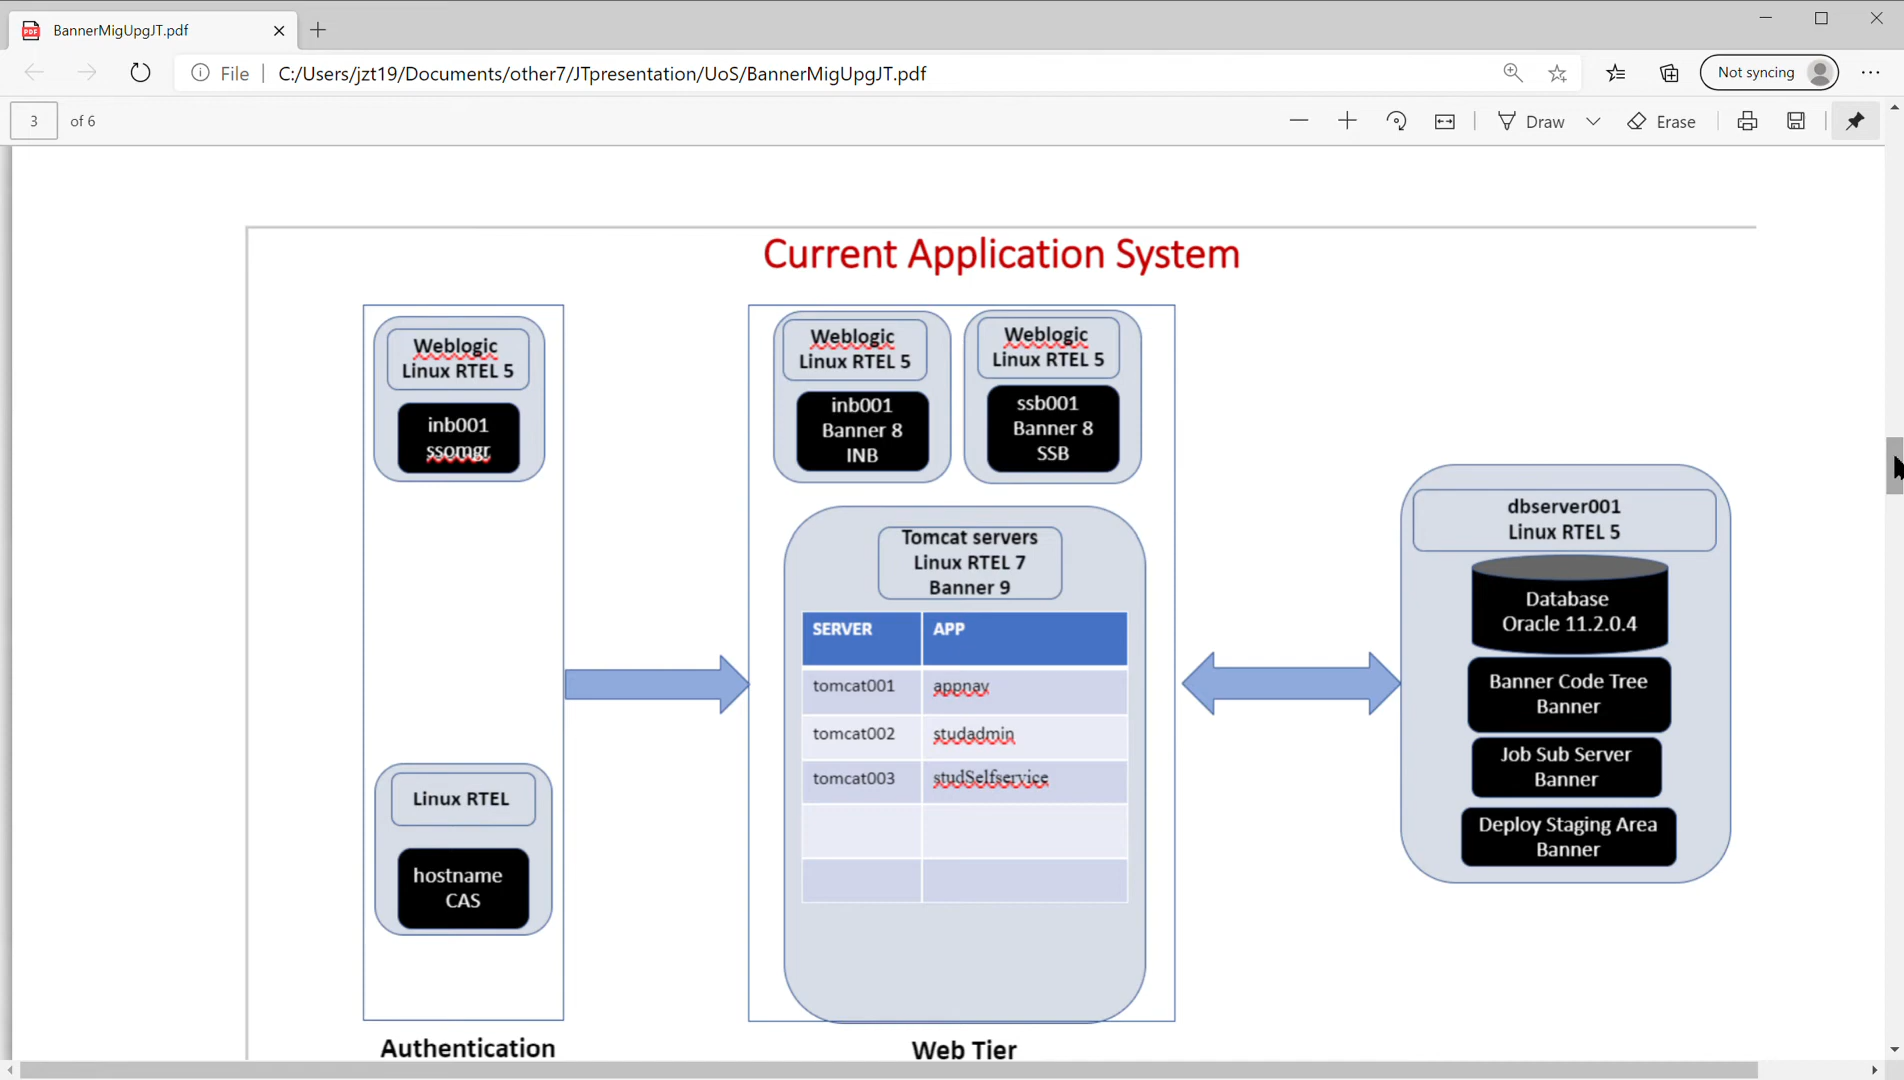 BannerMigUpgJT.pdf
File
C:/Users/jzt19/Documents/other7/JTpresentation/UoS/BannerMigUpgJT.pdf
Not syncing
3 of 6
Draw
Erase
Current Application System
Weblogic
Linux RTEL 5
inb001
ssomgr
Linux RTEL
hostname
CAS
Authentication
Weblogic
Linux RTEL 5
inb001
Banner 8
INB
Weblogic
Linux RTEL 5
ssb001
Banner 8
SSB
Tomcat servers
Linux RTEL 7
Banner 9
SERVER APP
tomcat001 appnav
tomcat002 studadmin
tomcat003 studSelfservice
Web Tier
dbserver001
Linux RTEL 5
Database
Oracle 11.2.0.4
Banner Code Tree
Banner
Job Sub Server
Banner
Deploy Staging Area
Banner